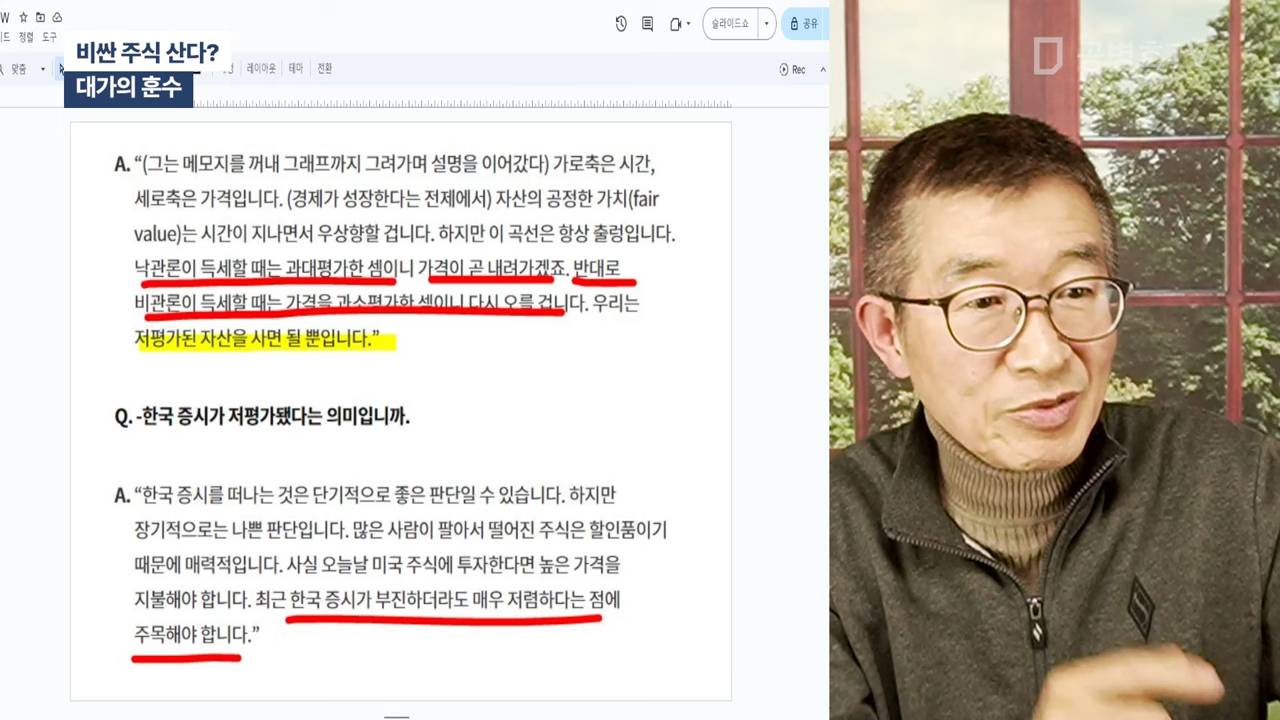 W
슬라이드쇼
공유
드 정렬 도구
비싼 주식 산다?
대가의 훈수
맞춤
레이아웃 테마 전환
Rec
A. “(그는 메모지를 꺼내 그래프까지 그려가며 설명을 이어갔다) 가로축은 시간,
세로축은 가격입니다. (경제가 성장한다는 전제에서) 자산의 공정한 가치(fair
value)는 시간이 지나면서 우상향할 겁니다. 하지만 이 곡선은 항상 출렁입니다.
낙관론이 득세할 때는 과대평가한 셈이니 가격이 곧 내려가겠죠. 반대로
비관론이 득세할 때는 가격을 과소평가한 셈이니 다시 오를 겁니다. 우리는
저평가된 자산을 사면 될 뿐입니다.”
Q. -한국 증시가 저평가됐다는 의미입니까.
A. “한국 증시를 떠나는 것은 단기적으로 좋은 판단일 수 있습니다. 하지만
장기적으로는 나쁜 판단입니다. 많은 사람이 팔아서 떨어진 주식은 할인품이기
때문에 매력적입니다. 사실 오늘날 미국 주식에 투자한다면 높은 가격을
지불해야 합니다. 최근 한국 증시가 부진하더라도 매우 저렴하다는 점에
주목해야 합니다.”